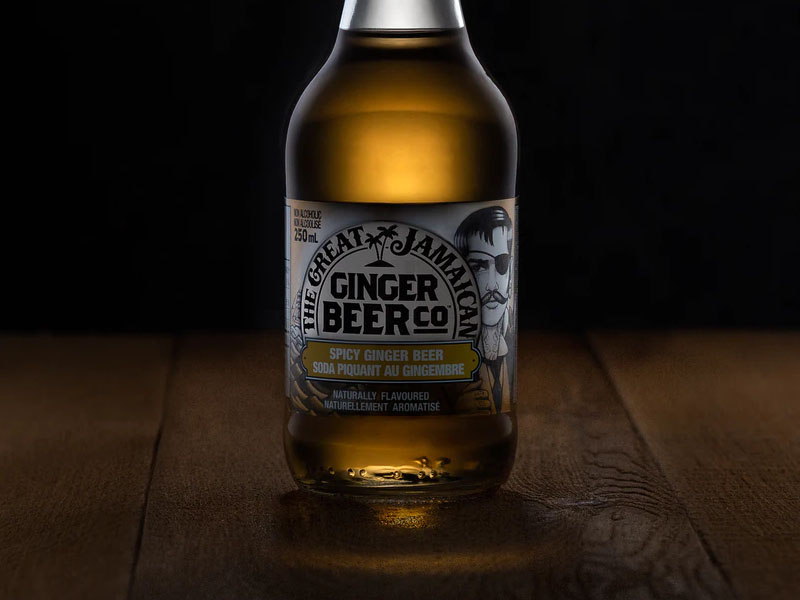 NON ALCOHOLIC
NON ALCOOLISÉ
250 mL
THE GREAT JAMAICAN
GINGER
BEER CO
SPICY GINGER BEER
SODA PIQUANT AU GINGEMBRE
NATURALLY FLAVOURED
NATURELLEMENT AROMATISÉ